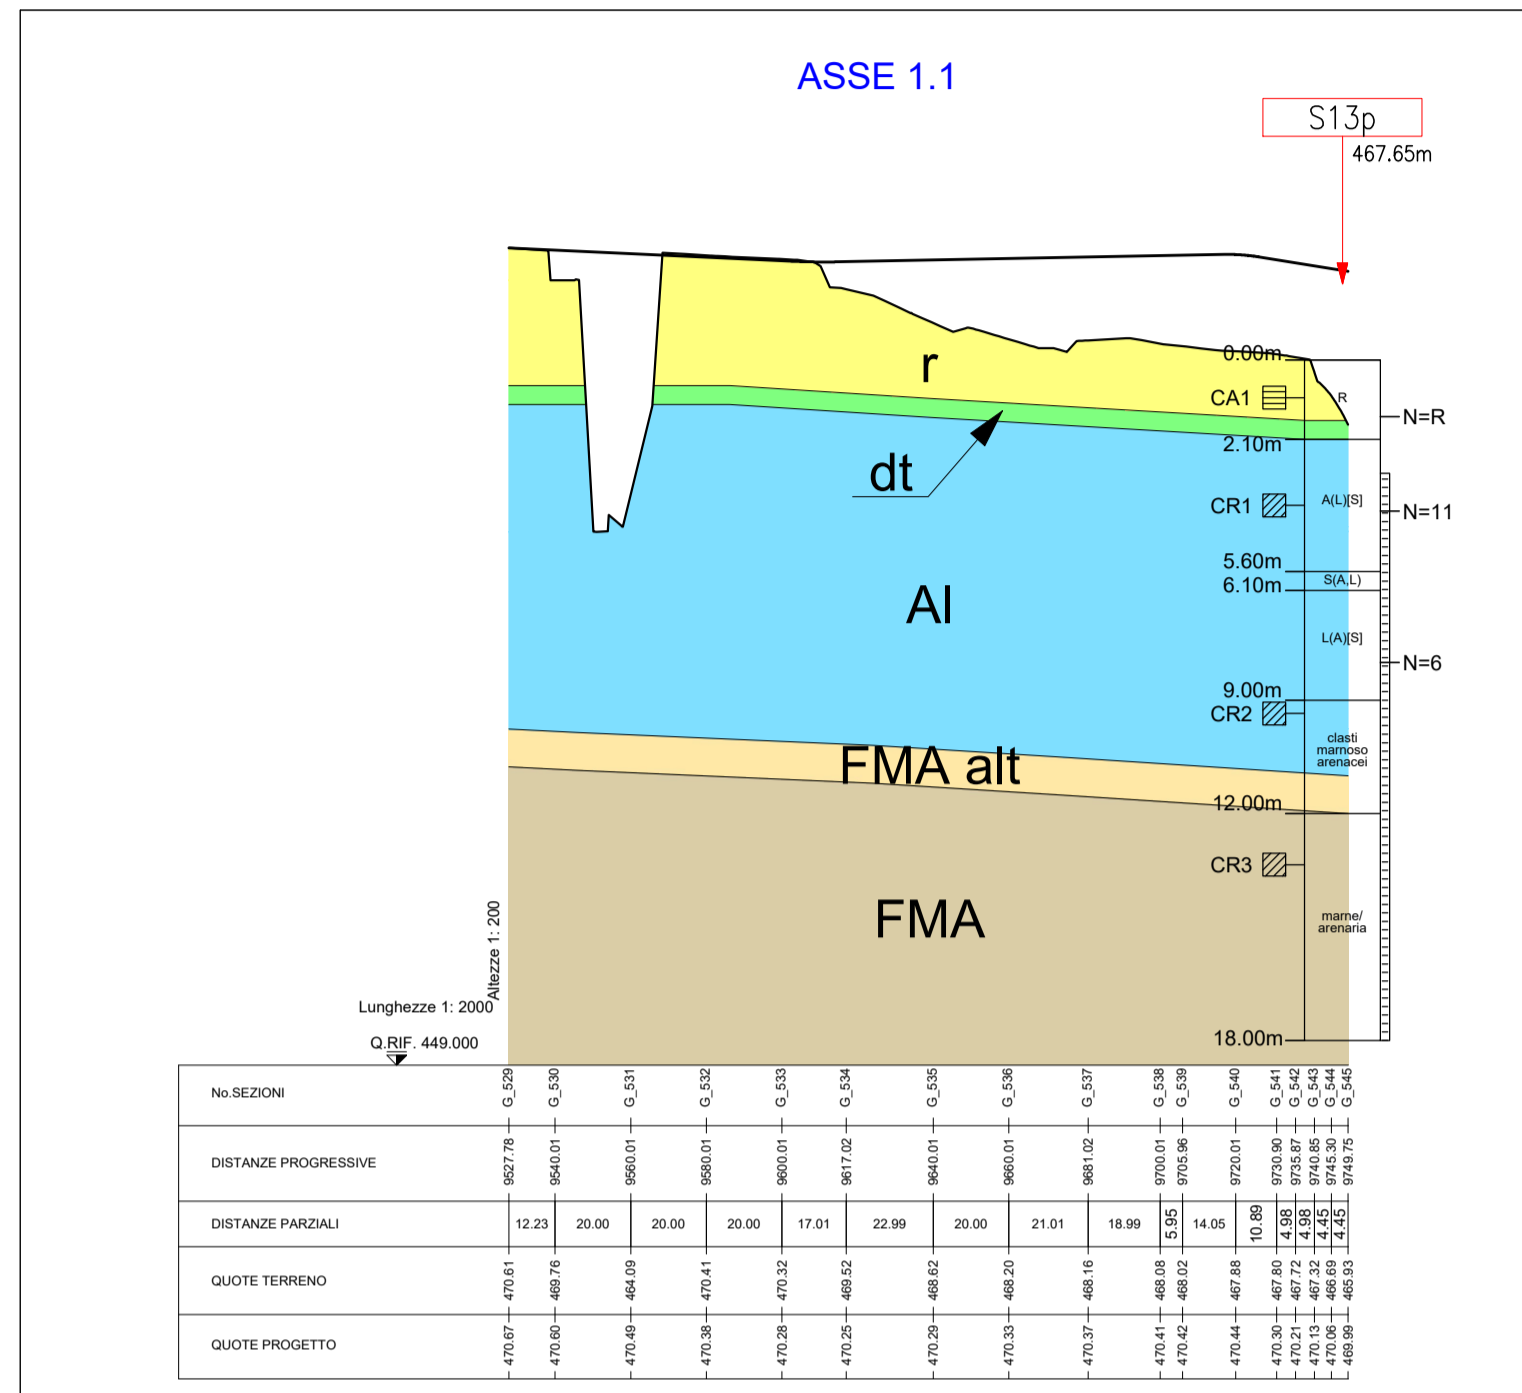 ASSE 1.1
S13p
467.65m
0.00m
r
CA1
R
N=R
2.10m
dt
CR1
A(L)[S]
N=11
5.60m
6.10m
S(A,L)
Al
L(A)[S]
N=6
9.00m
CR2
clasti
marnoso
arenacei
FMA alt
12.00m
CR3
FMA
marne/
arenaria
Altezze 1: 200
Lunghezze 1: 2000
18.00m
Q.RIF. 449.000
No.SEZIONI G_529 G_530 G_531 G_532 G_533 G_534 G_535 G_536 G_537 G_538 G_539 G_540 G_541 G_542 G_543 G_544 G_545
DISTANZE PROGRESSIVE 9527.78 9540.01 9560.01 9580.01 9600.01 9617.02 9640.01 9660.01 9681.02 9700.01 9705.96 9720.01 9730.90 9735.87 9740.85 9745.30 9749.75
DISTANZE PARZIALI 12.23 20.00 20.00 20.00 17.01 22.99 20.00 21.01 18.99 5.95 14.05 10.89 4.98 4.98 4.45 4.45
QUOTE TERRENO 470.61 469.76 464.09 470.41 470.32 469.52 468.62 468.20 468.16 468.08 468.02 467.88 467.80 467.72 467.32 466.69 465.93
QUOTE PROGETTO 470.67 470.60 470.49 470.38 470.28 470.25 470.29 470.33 470.37 470.41 470.42 470.44 470.30 470.21 470.13 470.06 469.99